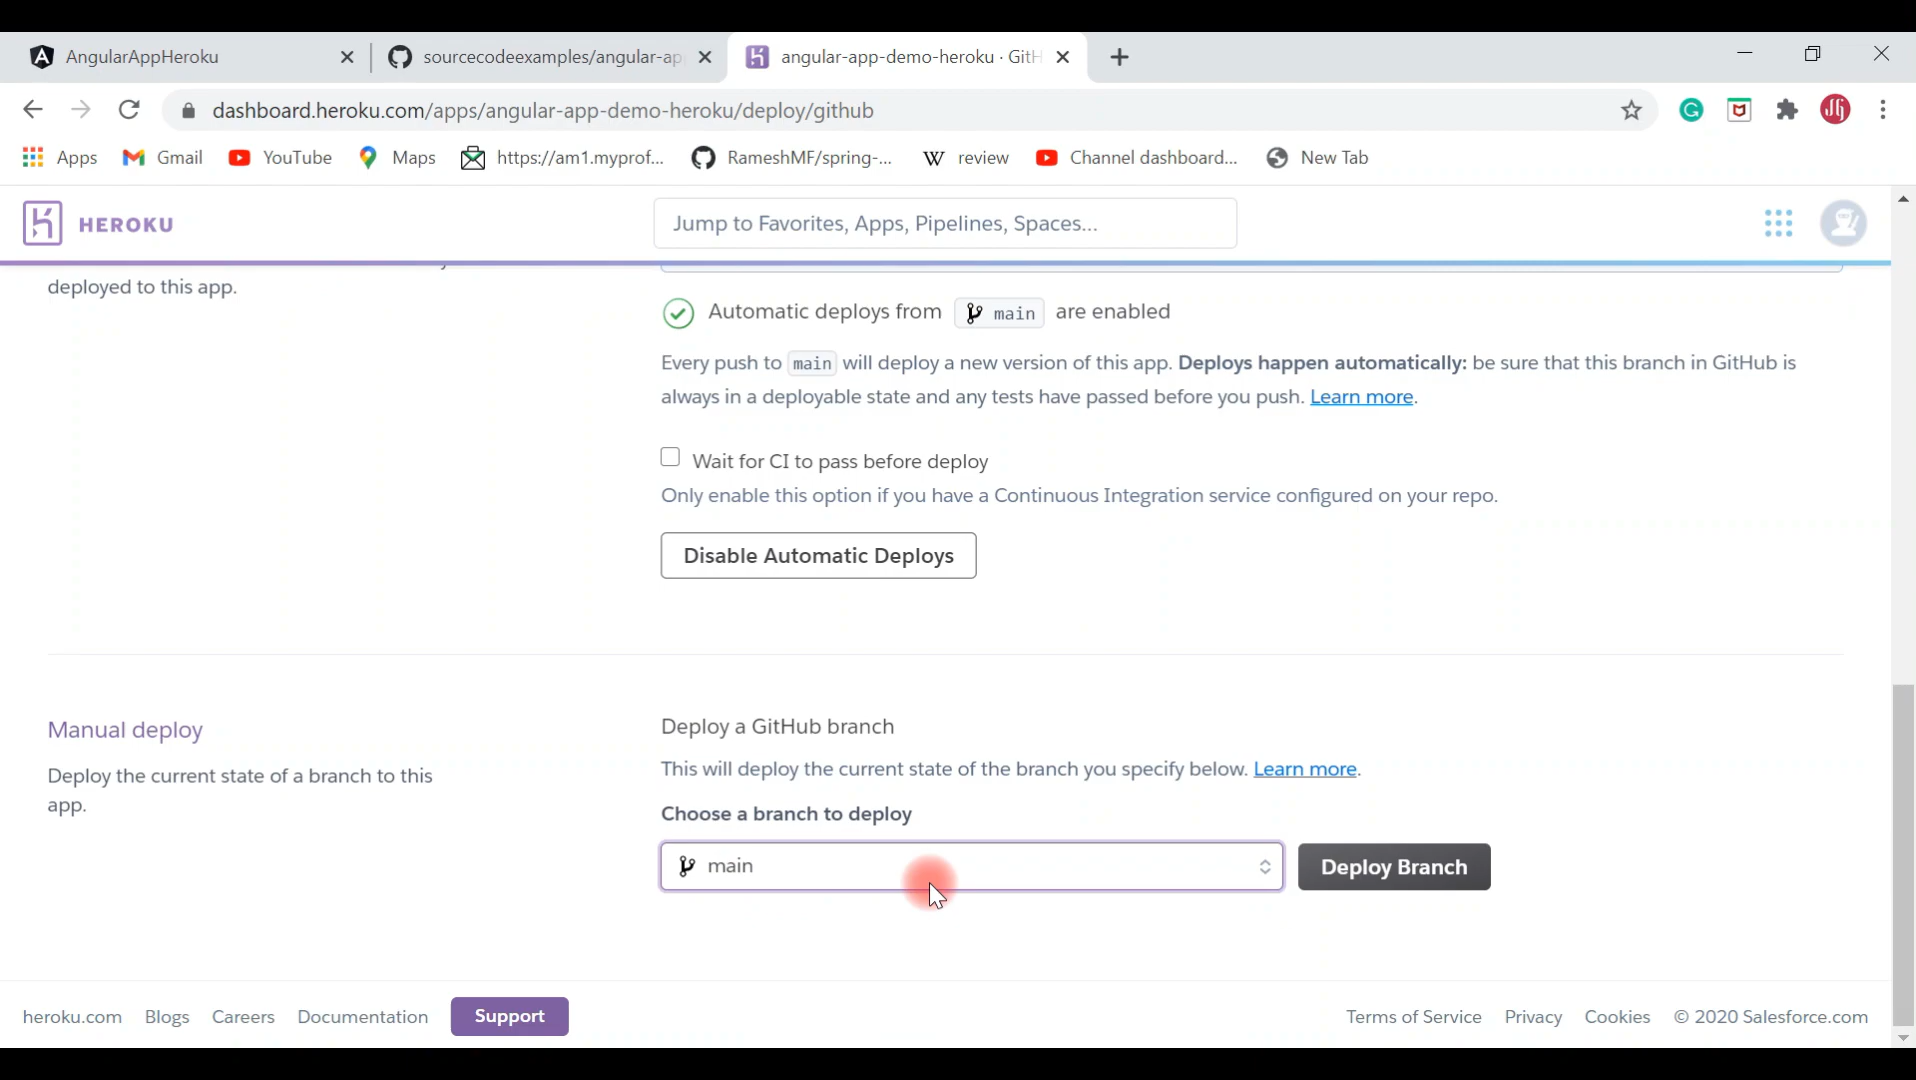 AngularAppHeroku
sourcecodeexamples/angular-ap
angular-app-demo-heroku · GitH
dashboard.heroku.com/apps/angular-app-demo-heroku/deploy/github
Apps Gmail YouTube Maps https://am1.myprof... RameshMF/spring-... review Channel dashboard... New Tab
HEROKU
Jump to Favorites, Apps, Pipelines, Spaces...
deployed to this app.
Automatic deploys from main are enabled
Every push to main will deploy a new version of this app. Deploys happen automatically: be sure that this branch in GitHub is
always in a deployable state and any tests have passed before you push. Learn more.
Wait for CI to pass before deploy
Only enable this option if you have a Continuous Integration service configured on your repo.
Disable Automatic Deploys
Manual deploy
Deploy the current state of a branch to this
app.
Deploy a GitHub branch
This will deploy the current state of the branch you specify below. Learn more.
Choose a branch to deploy
main
Deploy Branch
heroku.com Blogs Careers Documentation Support Terms of Service Privacy Cookies © 2020 Salesforce.com